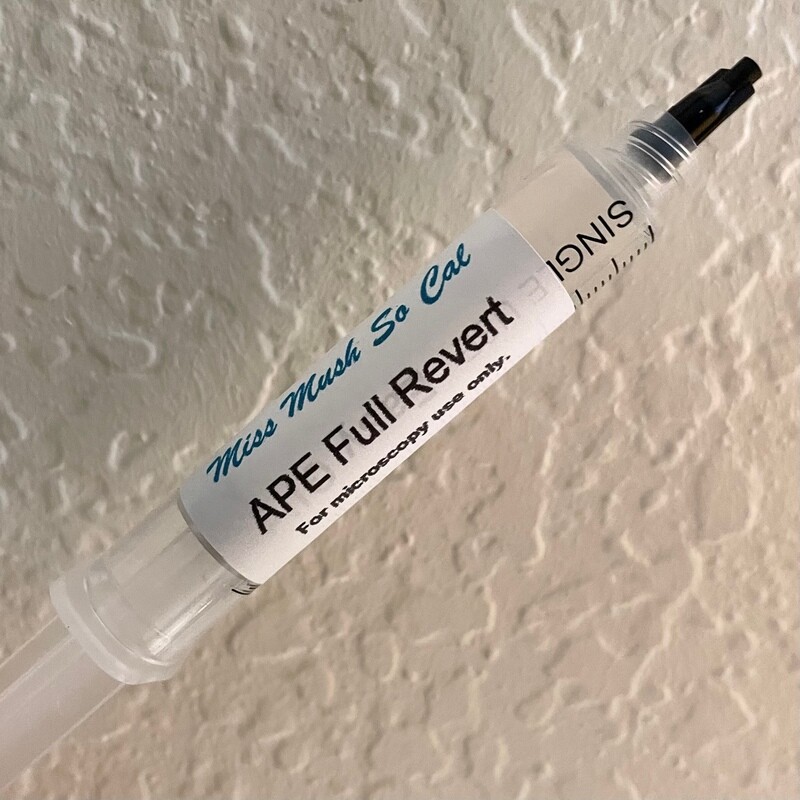 Miss Mush So Cal
APE Full Revert
For microscopy use only.
SINGLE